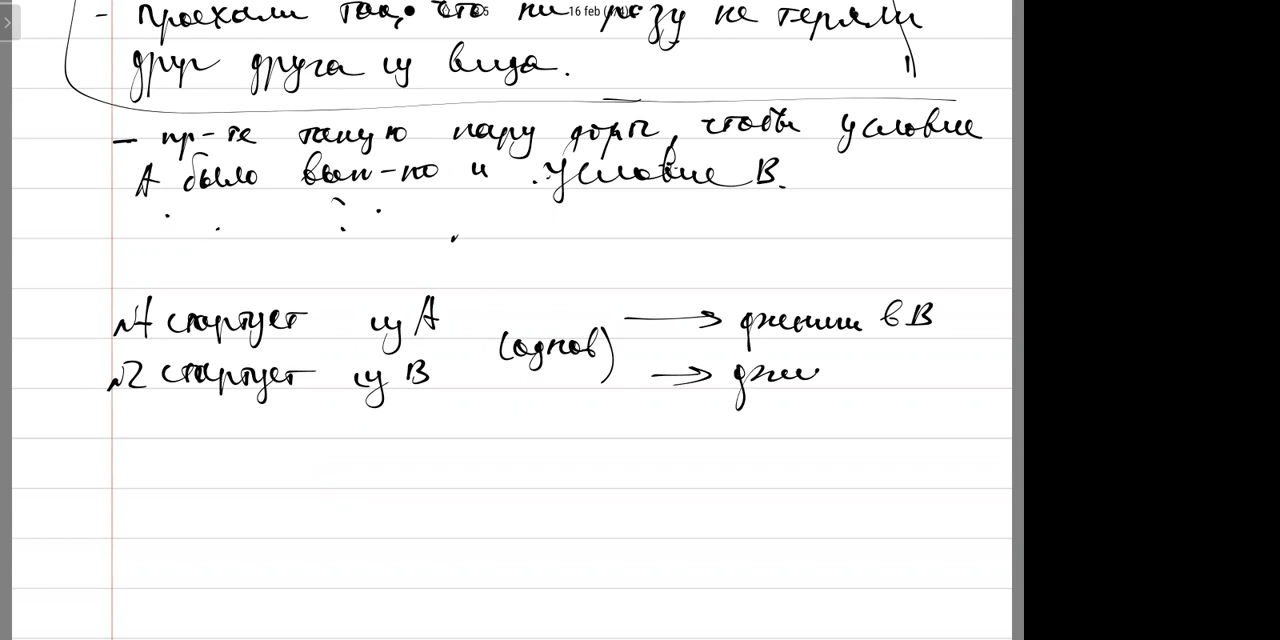 - проехали так, что ни разу не теряли
друг друга из вида.
- пр-те такую пару дорог, чтобы условие
А было вып-но и условие В.
№1 стартует из А (однов) → финиш в В
№2 стартует из В → фин